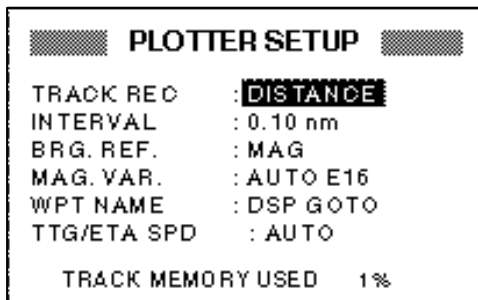 PLOTTER SETUP
TRACK REC : DISTANCE
INTERVAL : 0.10 nm
BRG. REF. : MAG
MAG. VAR. : AUTO E16
WPT NAME : DSP GOTO
TTG/ETA SPD : AUTO
TRACK MEMORY USED 1%